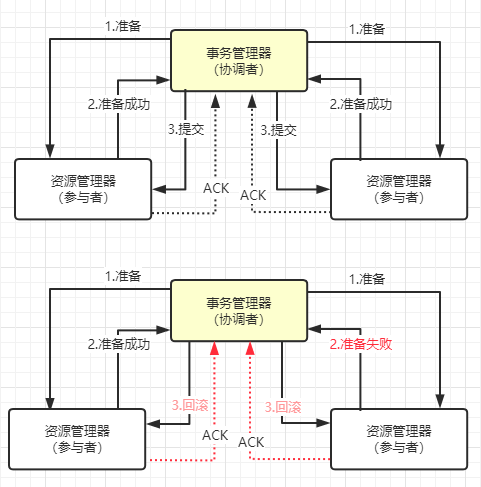 1.准备
1.准备
事务管理器
（协调者）
2.准备成功
2.准备成功
3.提交
3.提交
资源管理器
（参与者）
ACK
ACK
资源管理器
（参与者）
1.准备
1.准备
事务管理器
（协调者）
2.准备成功
2.准备失败
3.回滚
3.回滚
资源管理器
（参与者）
ACK
ACK
资源管理器
（参与者）